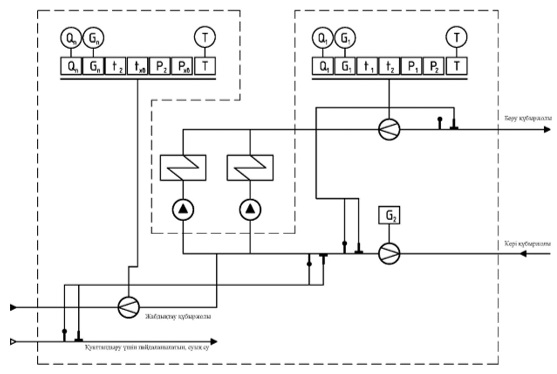 Qп Gп T
Qп Gп t2 tхв P2 Pхв T
Q1 G1 T
Q1 G1 t1 t2 P1 P2 T
Беру құбыржолы
G2
Кері құбыржолы
Жабдықтау құбыржолы
Қуаттандыру үшін пайдаланылатын, суық су